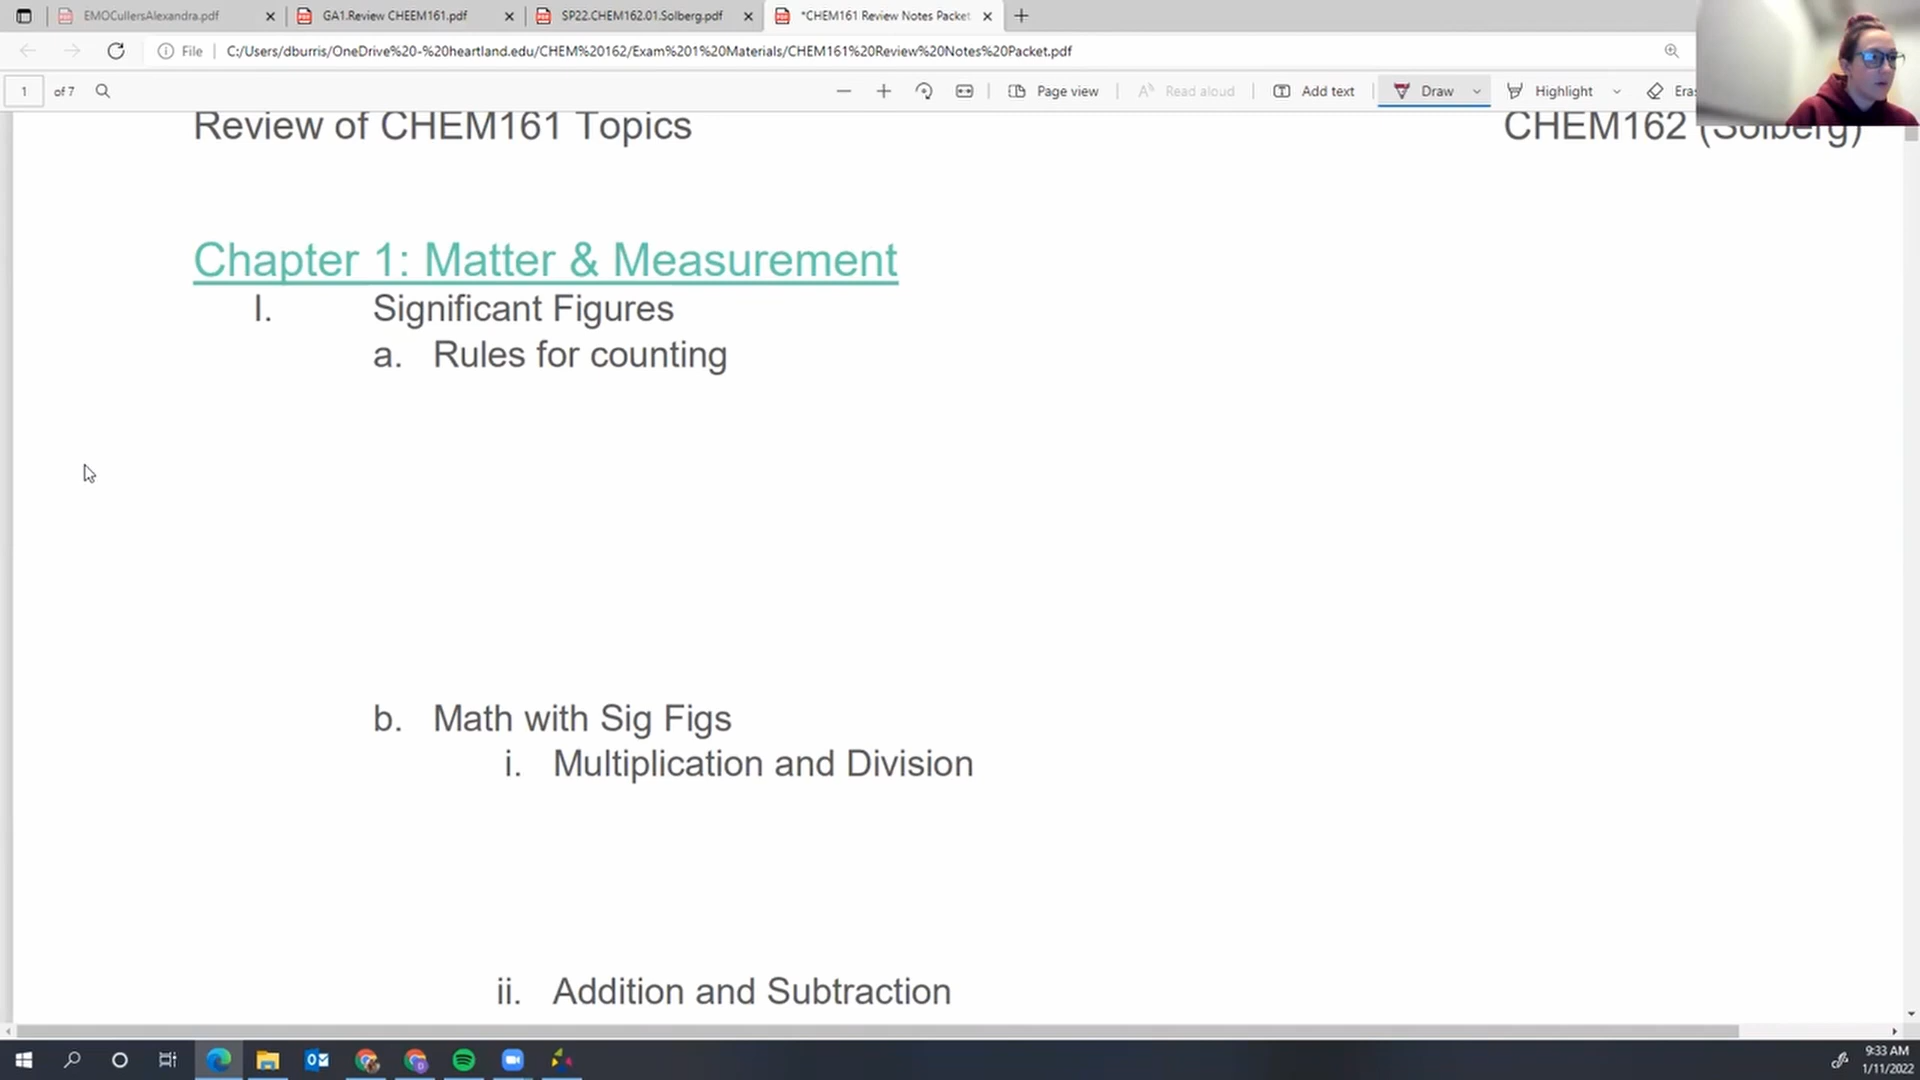 EMOCullersAlexandra.pdf
GA1.Review CHEEM161.pdf
SP22.CHEM162.01.Solberg.pdf
*CHEM161 Review Notes Packet
File C:/Users/dburris/OneDrive%20-%20heartland.edu/CHEM%20162/Exam%201%20Materials/CHEM161%20Review%20Notes%20Packet.pdf
1 of 7 Page view Read aloud Add text Draw Highlight
Review of CHEM161 Topics CHEM162 (Solberg)
Chapter 1: Matter & Measurement
I. Significant Figures
a. Rules for counting
b. Math with Sig Figs
i. Multiplication and Division
ii. Addition and Subtraction
9:33 AM
1/11/2022